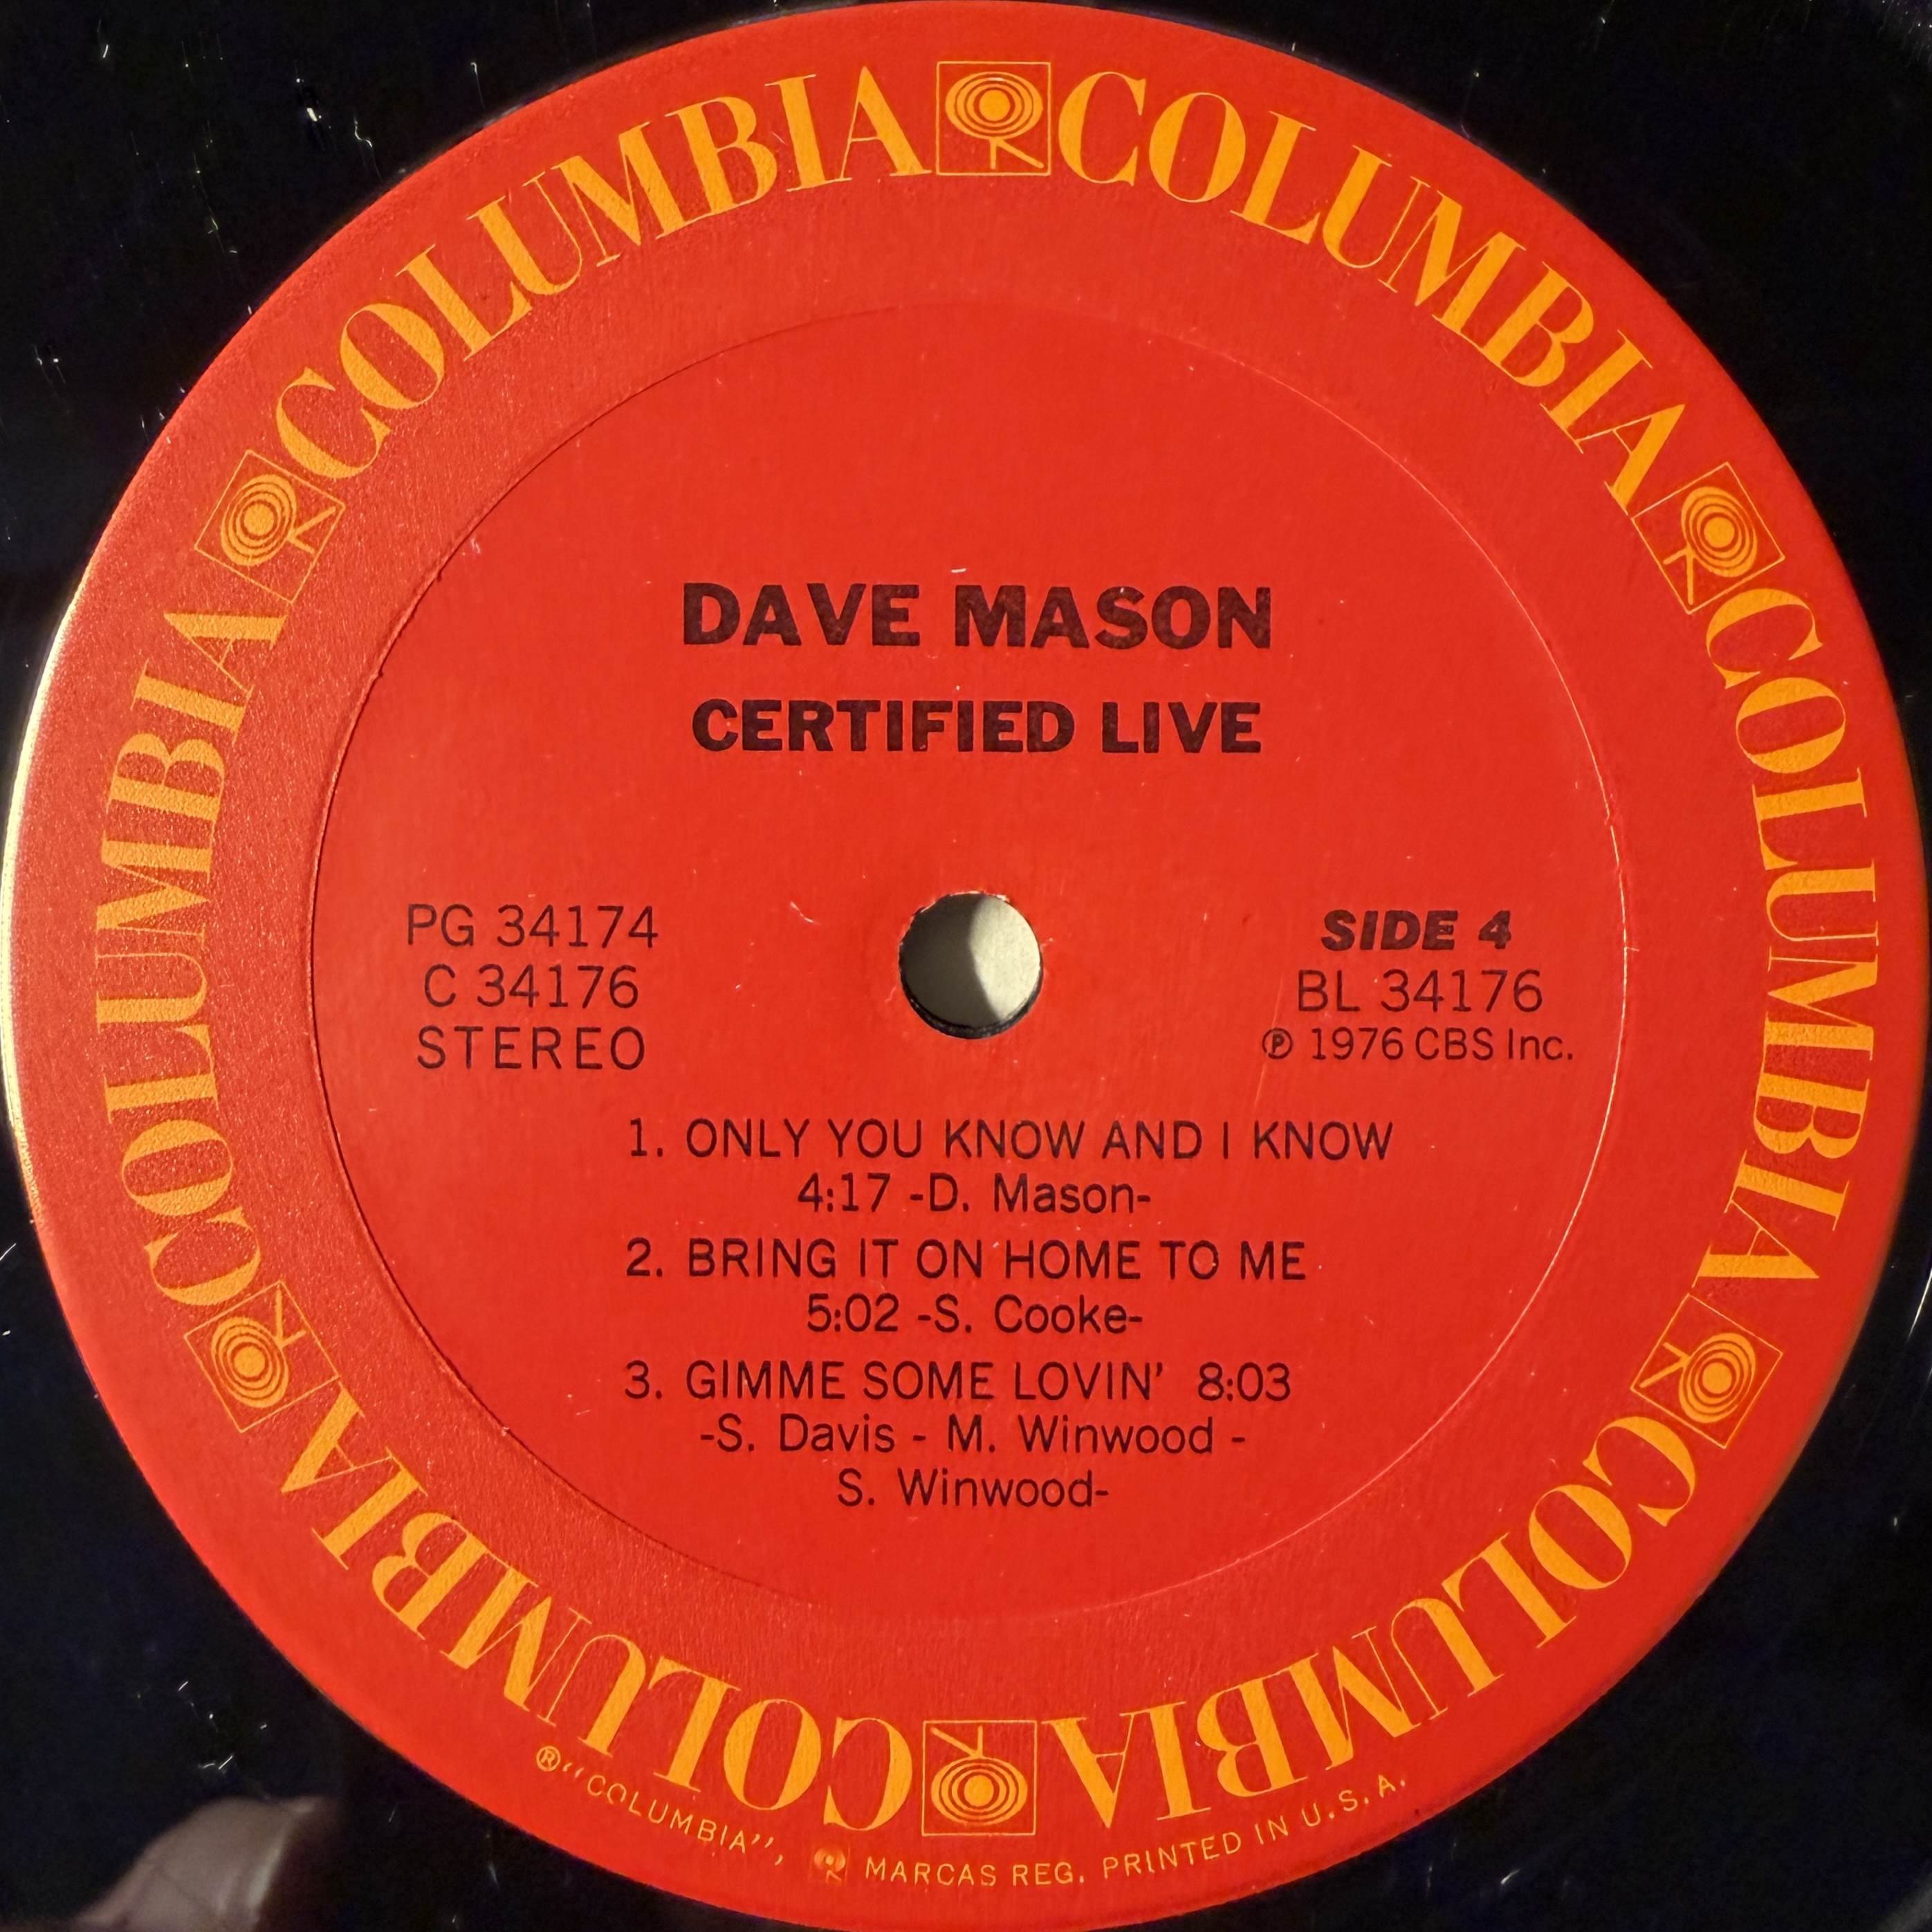 COLUMBIA COLUMBIA COLUMBIA COLUMBIA COLUMBIA COLUMBIA
DAVE MASON
CERTIFIED LIVE
PG 34174
C 34176
STEREO
SIDE 4
BL 34176
℗ 1976 CBS Inc.
1. ONLY YOU KNOW AND I KNOW
4:17 -D. Mason-
2. BRING IT ON HOME TO ME
5:02 -S. Cooke-
3. GIMME SOME LOVIN' 8:03
-S. Davis - M. Winwood -
S. Winwood-
®"COLUMBIA", MARCAS REG. PRINTED IN U.S.A.